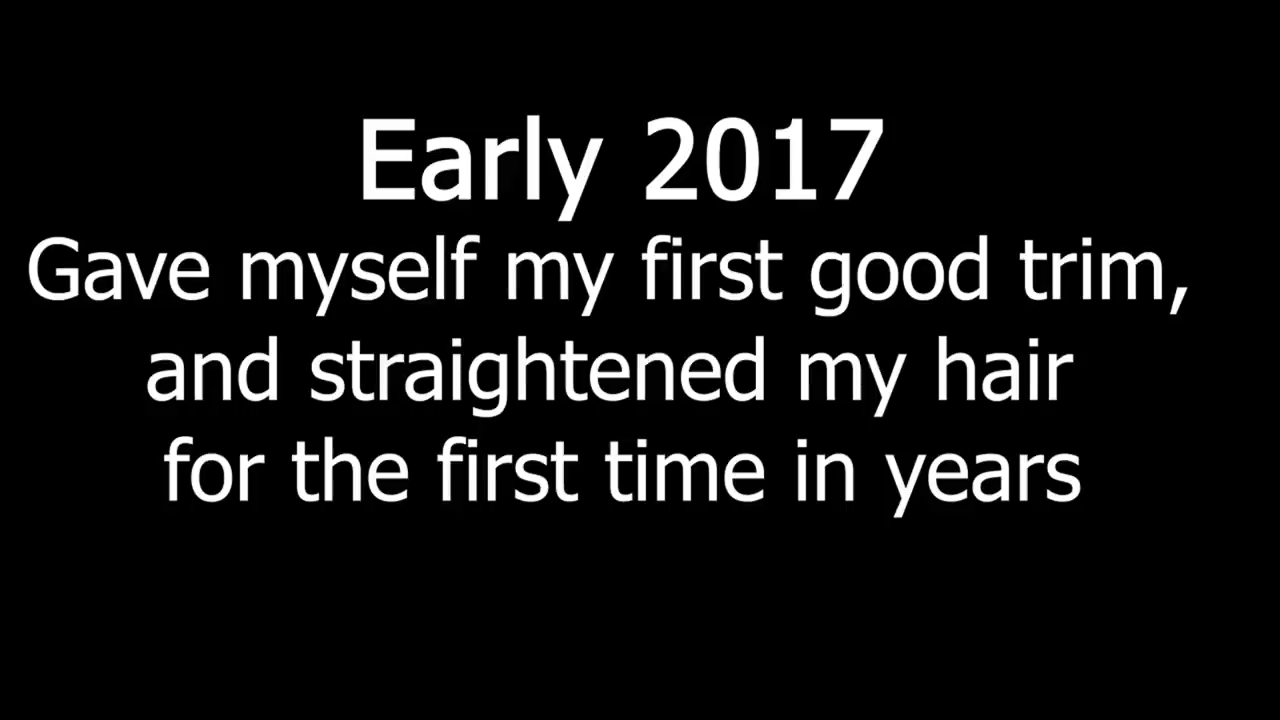 Early 2017
Gave myself my first good trim,
and straightened my hair
for the first time in years